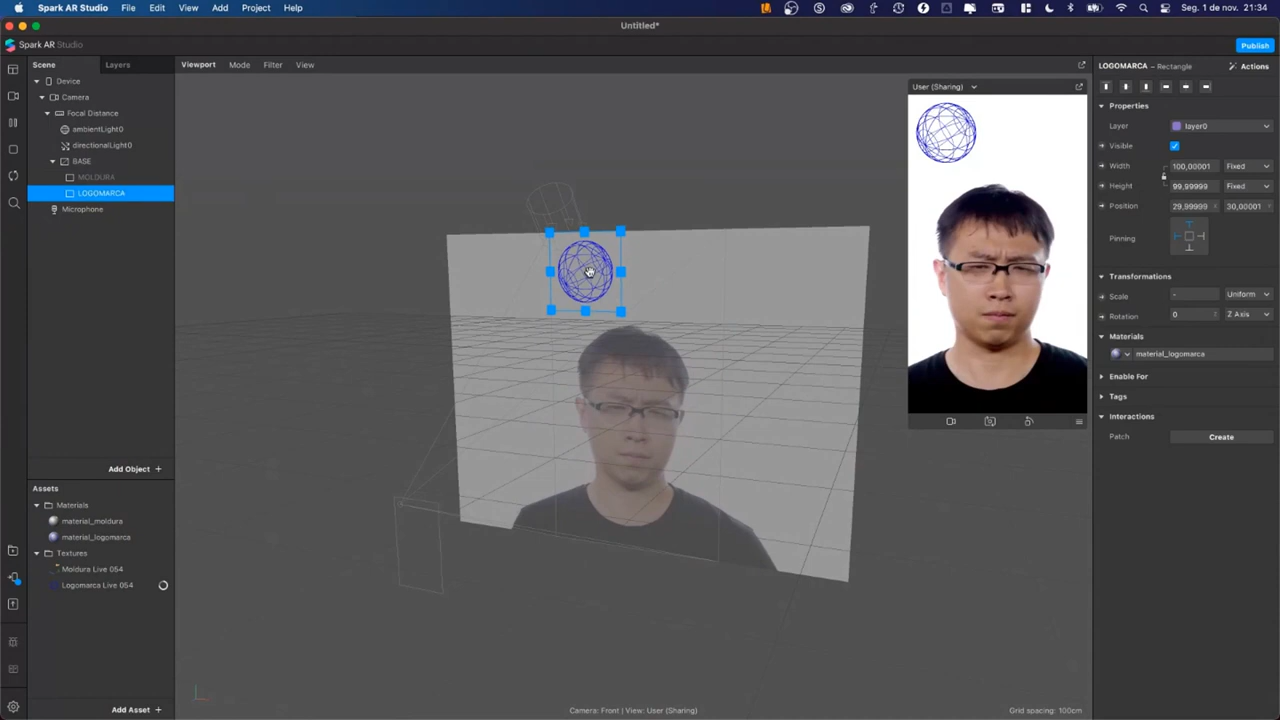 Spark AR Studio File Edit View Add Project Help
Seg. 1 de nov. 21:34
Untitled*
Spark AR Studio
Publish
Scene Layers
Device
Camera
Focal Distance
ambientLight0
directionalLight0
BASE
MOLDURA
LOGOMARCA
Microphone
Add Object +
Assets
Materials
material_moldura
material_logomarca
Textures
Moldura Live 054
Logomarca Live 054
Add Asset +
Viewport Mode Filter View
User (Sharing)
Camera: Front | View: User (Sharing)
Grid spacing: 100cm
LOGOMARCA – Rectangle
Actions
Properties
Layer layer0
Visible
Width 100,00001 Fixed
Height 99,99999 Fixed
Position 29,99999 X 30,00001 Y
Pinning
Transformations
Scale - Uniform
Rotation 0 Z Axis
Materials
material_logomarca
Enable For
Tags
Interactions
Patch Create